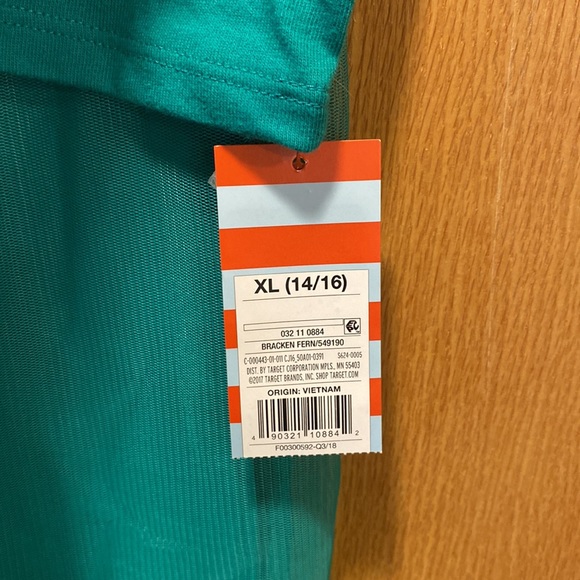 XL (14/16)
032 11 0884
BRACKEN FERN/549190
C-000443-01-011 CJ16_50A01-0391 5624-0005
DIST. BY TARGET CORPORATION MPLS., MN 55403
©2017 TARGET BRANDS, INC. SHOP TARGET.COM
ORIGIN: VIETNAM
4 90321 10884 2
F00300592-Q3/18